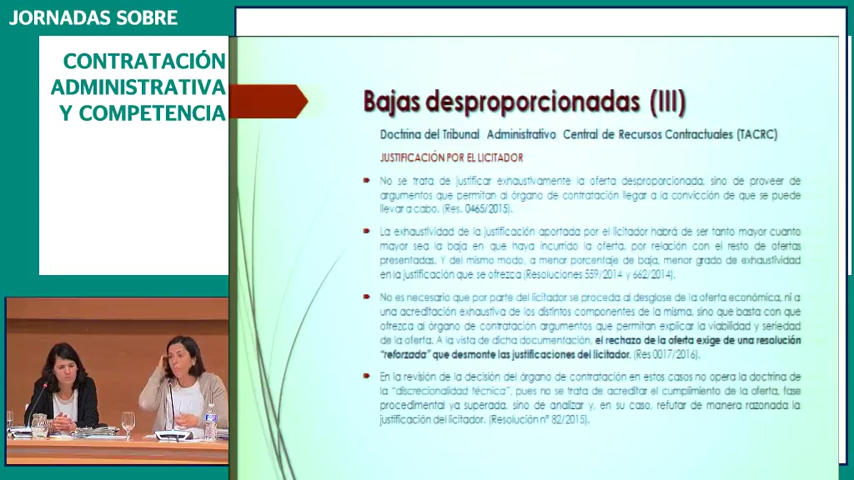 JORNADAS SOBRE
CONTRATACIÓN
ADMINISTRATIVA
Y COMPETENCIA
Bajas desproporcionadas (III)
Doctrina del Tribunal Administrativo Central de Recursos Contractuales (TACRC)
JUSTIFICACIÓN POR EL LICITADOR
No se trata de justificar exhaustivamente la oferta desproporcionada, sino de proveer de
argumentos que permitan al órgano de contratación llegar a la convicción de que se puede
llevar a cabo. (Res. 0465/2015).
La exhaustividad de la justificación aportada por el licitador habrá de ser tanto mayor cuanto
mayor sea la baja en que haya incurrido la oferta, por relación con el resto de ofertas
presentadas. Y del mismo modo, a menor porcentaje de baja, menor grado de exhaustividad
en la justificación que se ofrezca (Resoluciones 559/2014 y 662/2014).
No es necesario que por parte del licitador se proceda al desglose de la oferta económica, ni a
una acreditación exhaustiva de los distintos componentes de la misma, sino que basta con que
ofrezca al órgano de contratación argumentos que permitan explicar la viabilidad y seriedad
de la oferta. A la vista de dicha documentación, el rechazo de la oferta exige de una resolución
"reforzada" que desmonte las justificaciones del licitador. (Res 0017/2016).
En la revisión de la decisión del órgano de contratación en estos casos no opera la doctrina de
la "discrecionalidad técnica", pues no se trata de acreditar el cumplimiento de la oferta, fase
procedimental ya superada, sino de analizar y, en su caso, refutar de manera razonada la
justificación del licitador. (Resolución nº 82/2015).